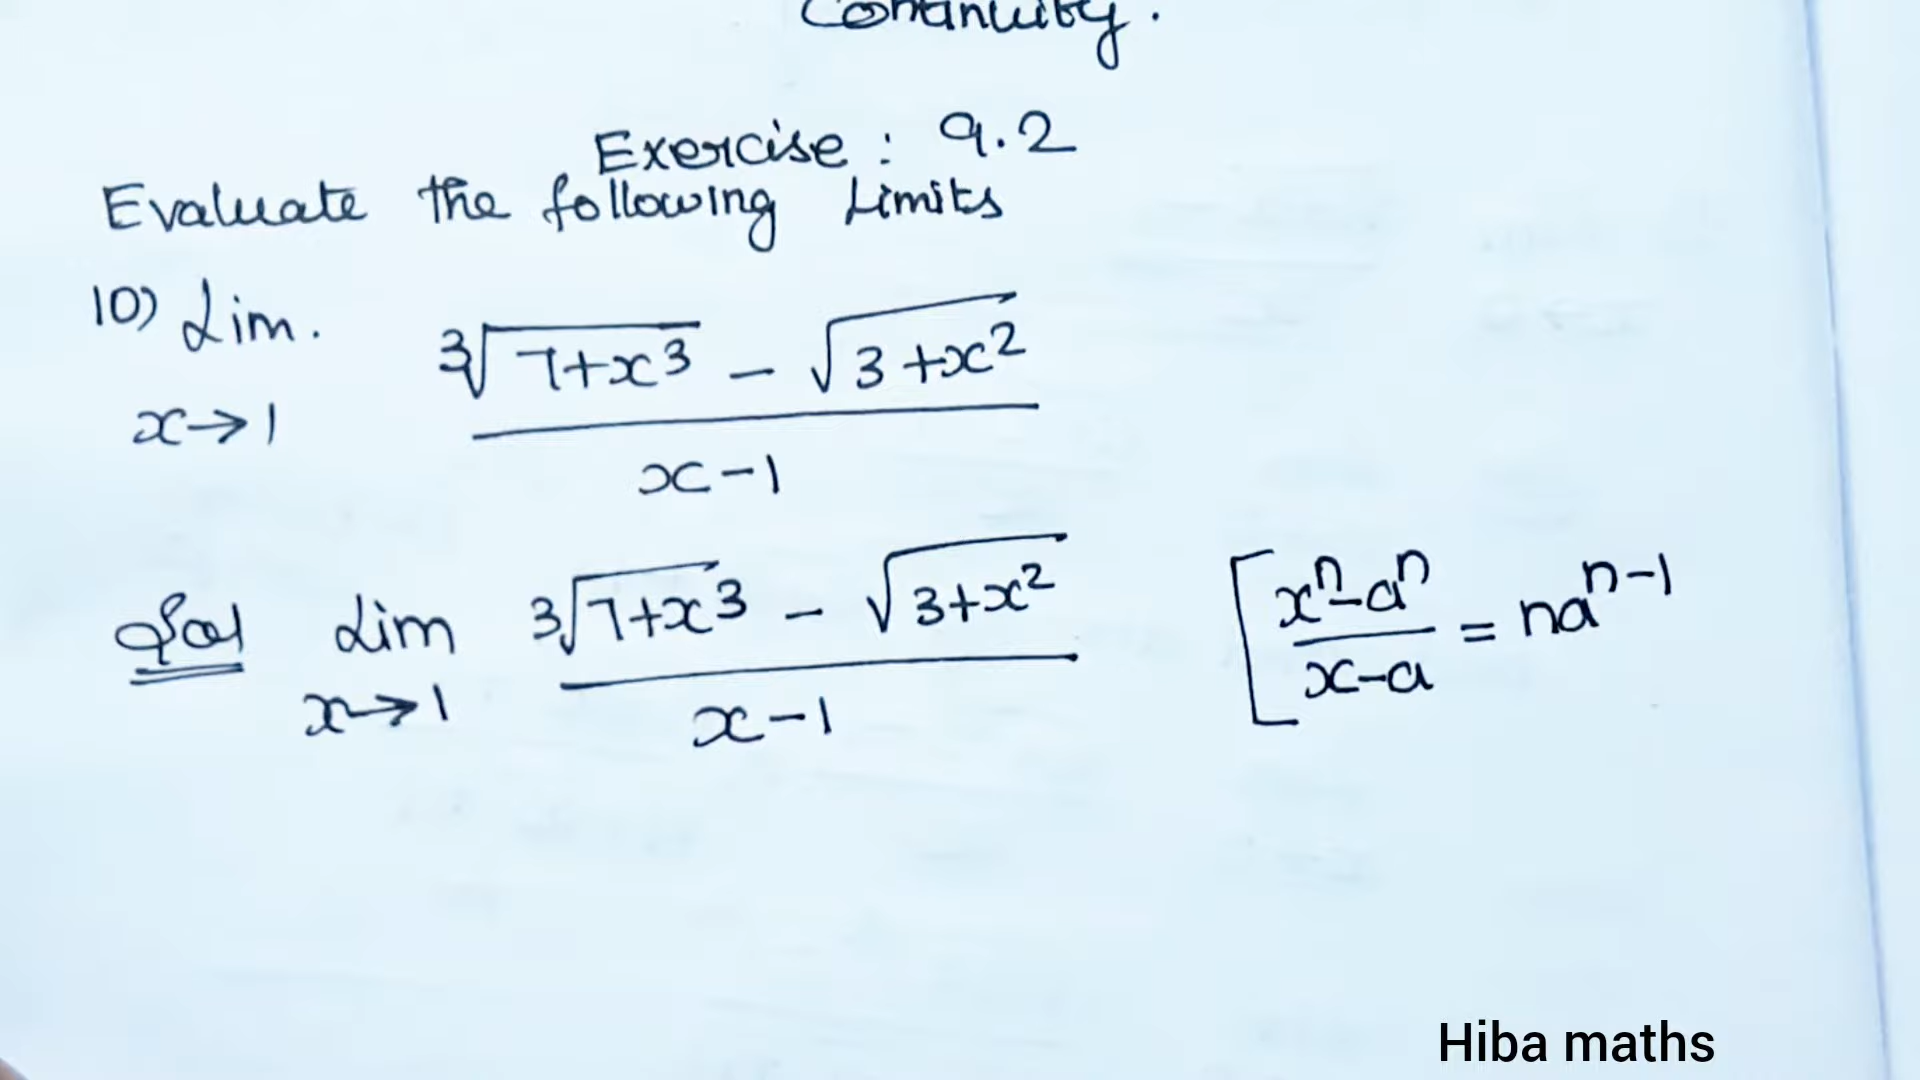 Continuity.
Exercise: 9.2
Evaluate the following Limits
10) Lim. x→1 ∛(7+x³) − √(3+x²) / x−1
Sol Lim x→1 ∛(7+x³) − √(3+x²) / x−1 [xⁿ−aⁿ / x−a = naⁿ⁻¹
Hiba maths